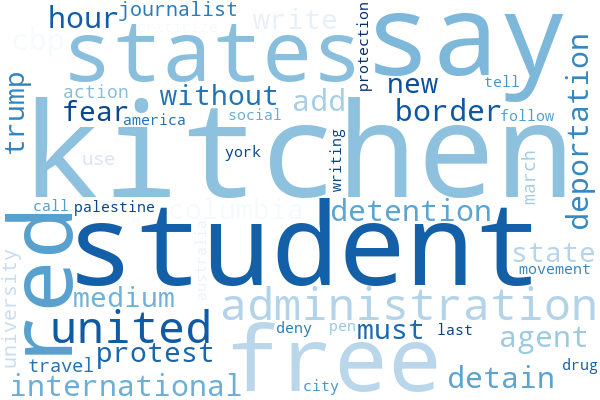 hour journalist write
cbp states say
trump
protection
kitchen
fear
action
without
add
new
border
tell
deportation
america
social
follow
use
york
writing
march
red
call
palestine
columbia
detention
student
state
movement
university
australia
medium
administration
united
free
deny
pen
must
last
agent
protest
travel
drug
international
city
detain